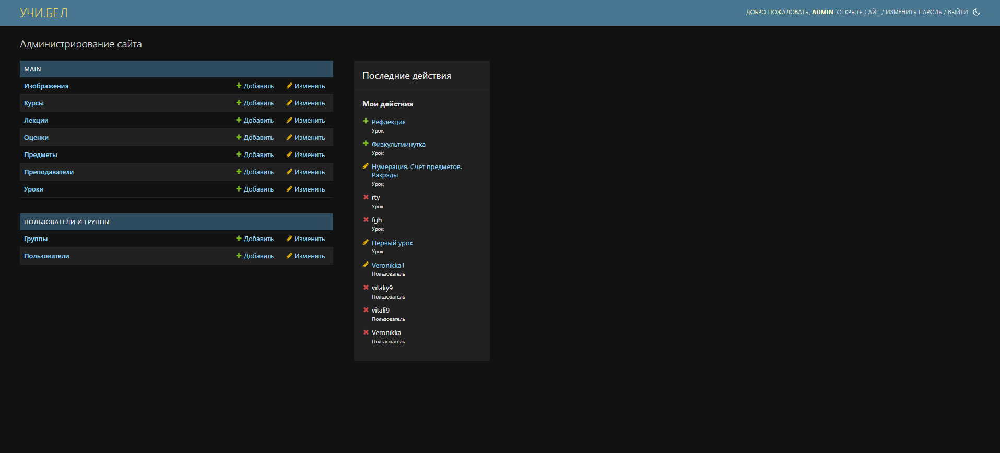 УЧИ.БЕЛ
ДОБРО ПОЖАЛОВАТЬ, ADMIN. ОТКРЫТЬ САЙТ / ИЗМЕНИТЬ ПАРОЛЬ / ВЫЙТИ
Администрирование сайта
MAIN
Изображения Добавить Изменить
Курсы Добавить Изменить
Лекции Добавить Изменить
Оценки Добавить Изменить
Предметы Добавить Изменить
Преподаватели Добавить Изменить
Уроки Добавить Изменить
ПОЛЬЗОВАТЕЛИ И ГРУППЫ
Группы Добавить Изменить
Пользователи Добавить Изменить
Последние действия
Мои действия
Рефлекция
Урок
Физкультминутка
Урок
Нумерация. Счет предметов.
Разряды
Урок
rty
Урок
fgh
Урок
Первый урок
Урок
Veronikka1
Пользователь
vitaliy9
Пользователь
vitali9
Пользователь
Veronikka
Пользователь